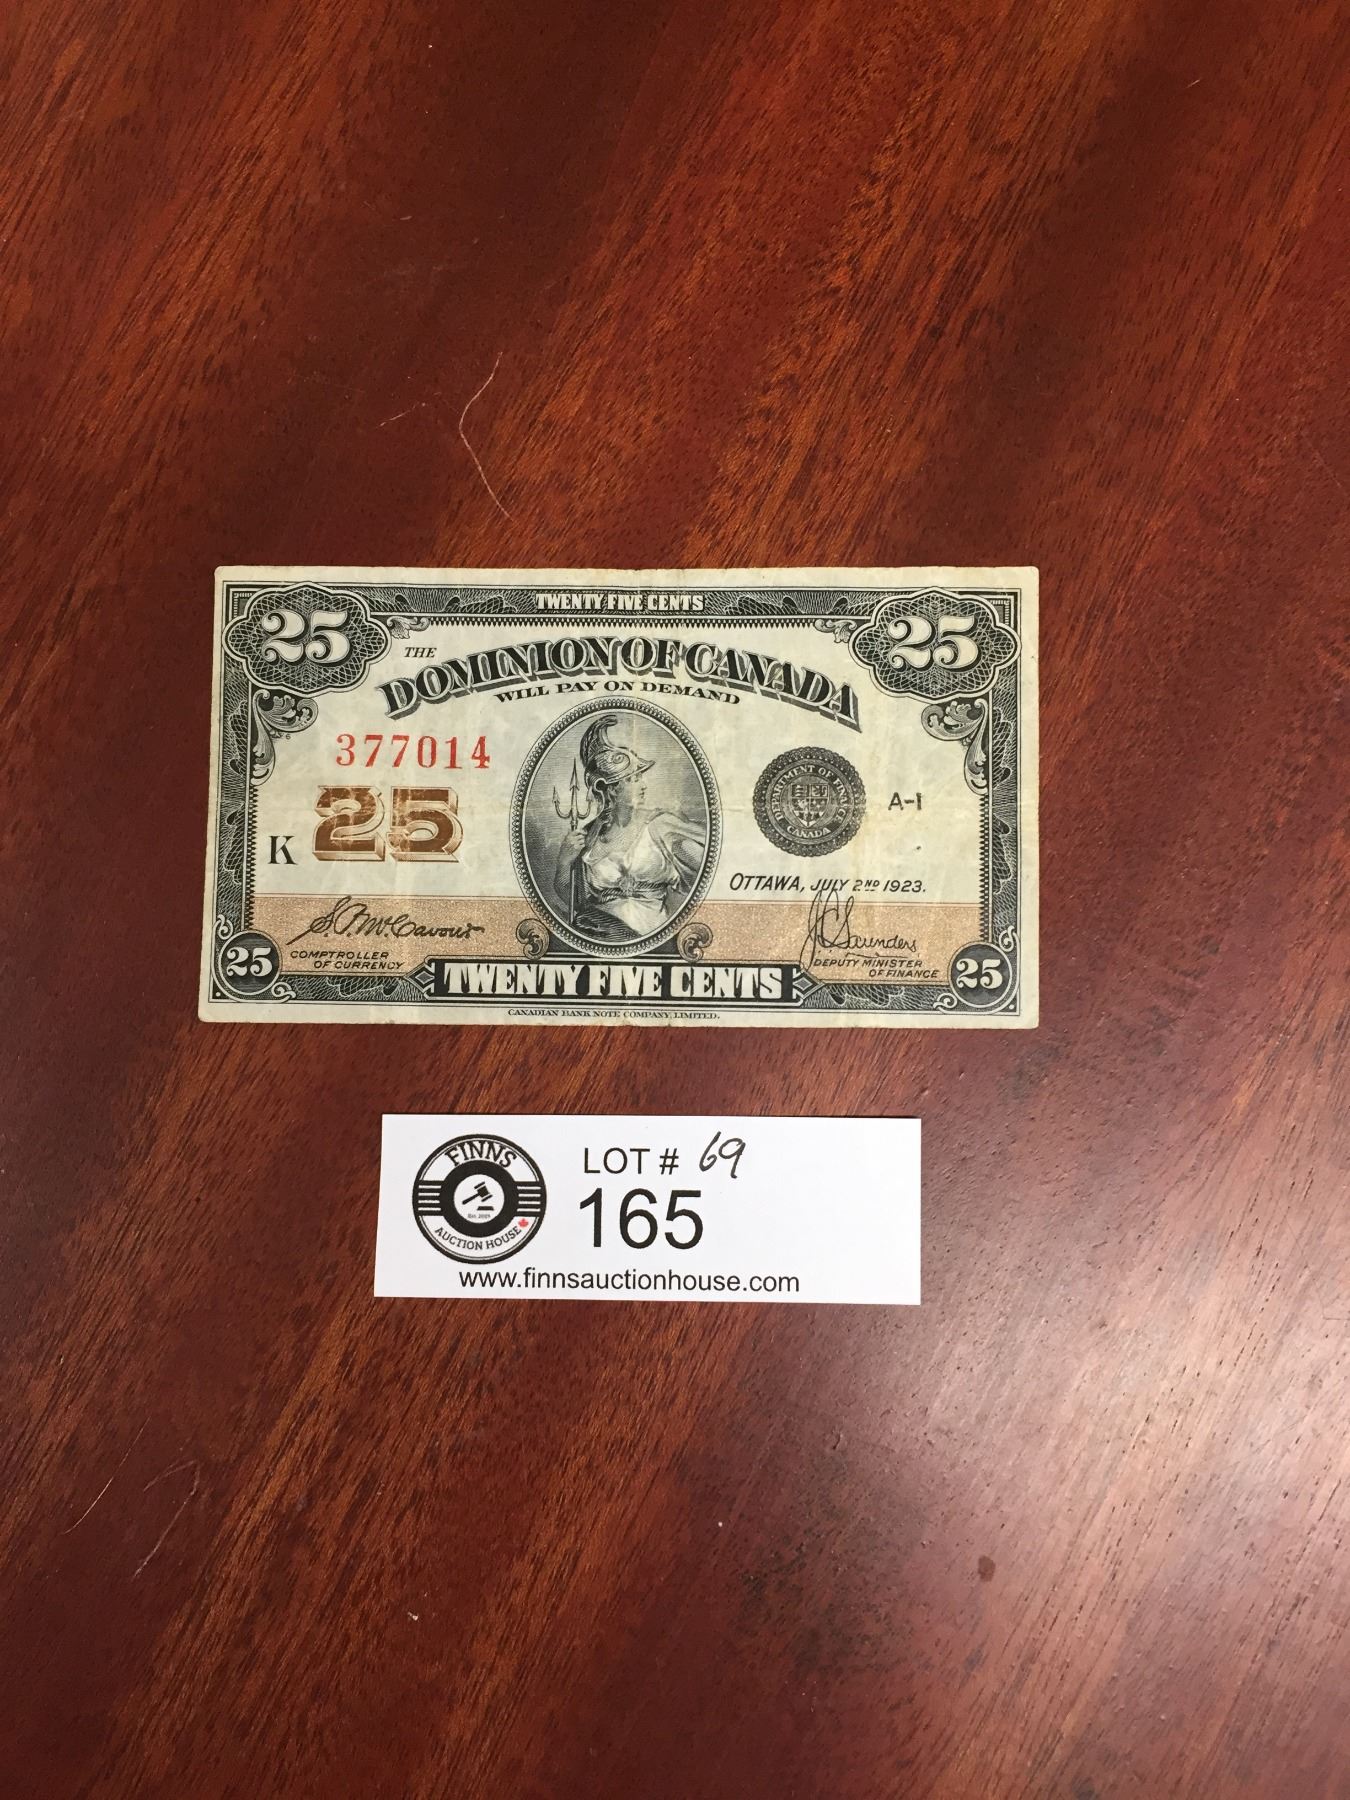 TWENTY FIVE CENTS
25 25
THE
DOMINION OF CANADA
WILL PAY ON DEMAND
377014
25
K
DEPARTMENT OF FINANCE
CANADA
A-1
OTTAWA, JULY 2ND 1923.
COMPTROLLER
OF CURRENCY
J.C. Saunders
DEPUTY MINISTER
OF FINANCE
25 TWENTY FIVE CENTS 25
CANADIAN BANK NOTE COMPANY, LIMITED.
FINNS
AUCTION HOUSE
LOT # 69
165
www.finnsauctionhouse.com